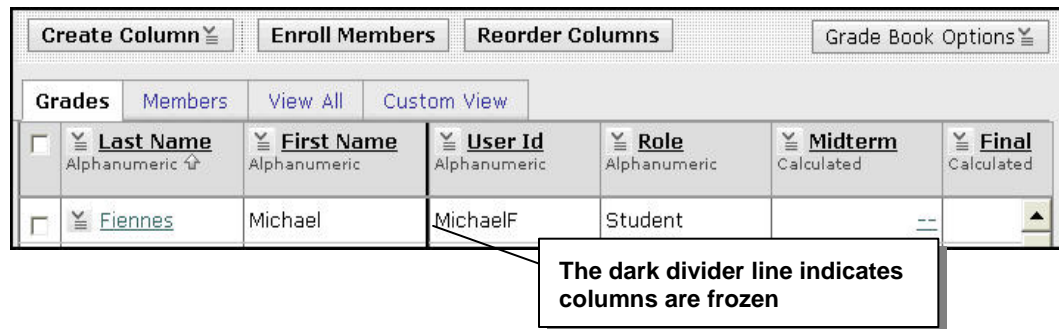 Create Column Enroll Members Reorder Columns Grade Book Options
Grades Members View All Custom View
Last Name First Name User Id Role Midterm Final
Alphanumeric Alphanumeric Alphanumeric Alphanumeric Calculated Calculated
Fiennes Michael MichaelF Student --
The dark divider line indicates
columns are frozen